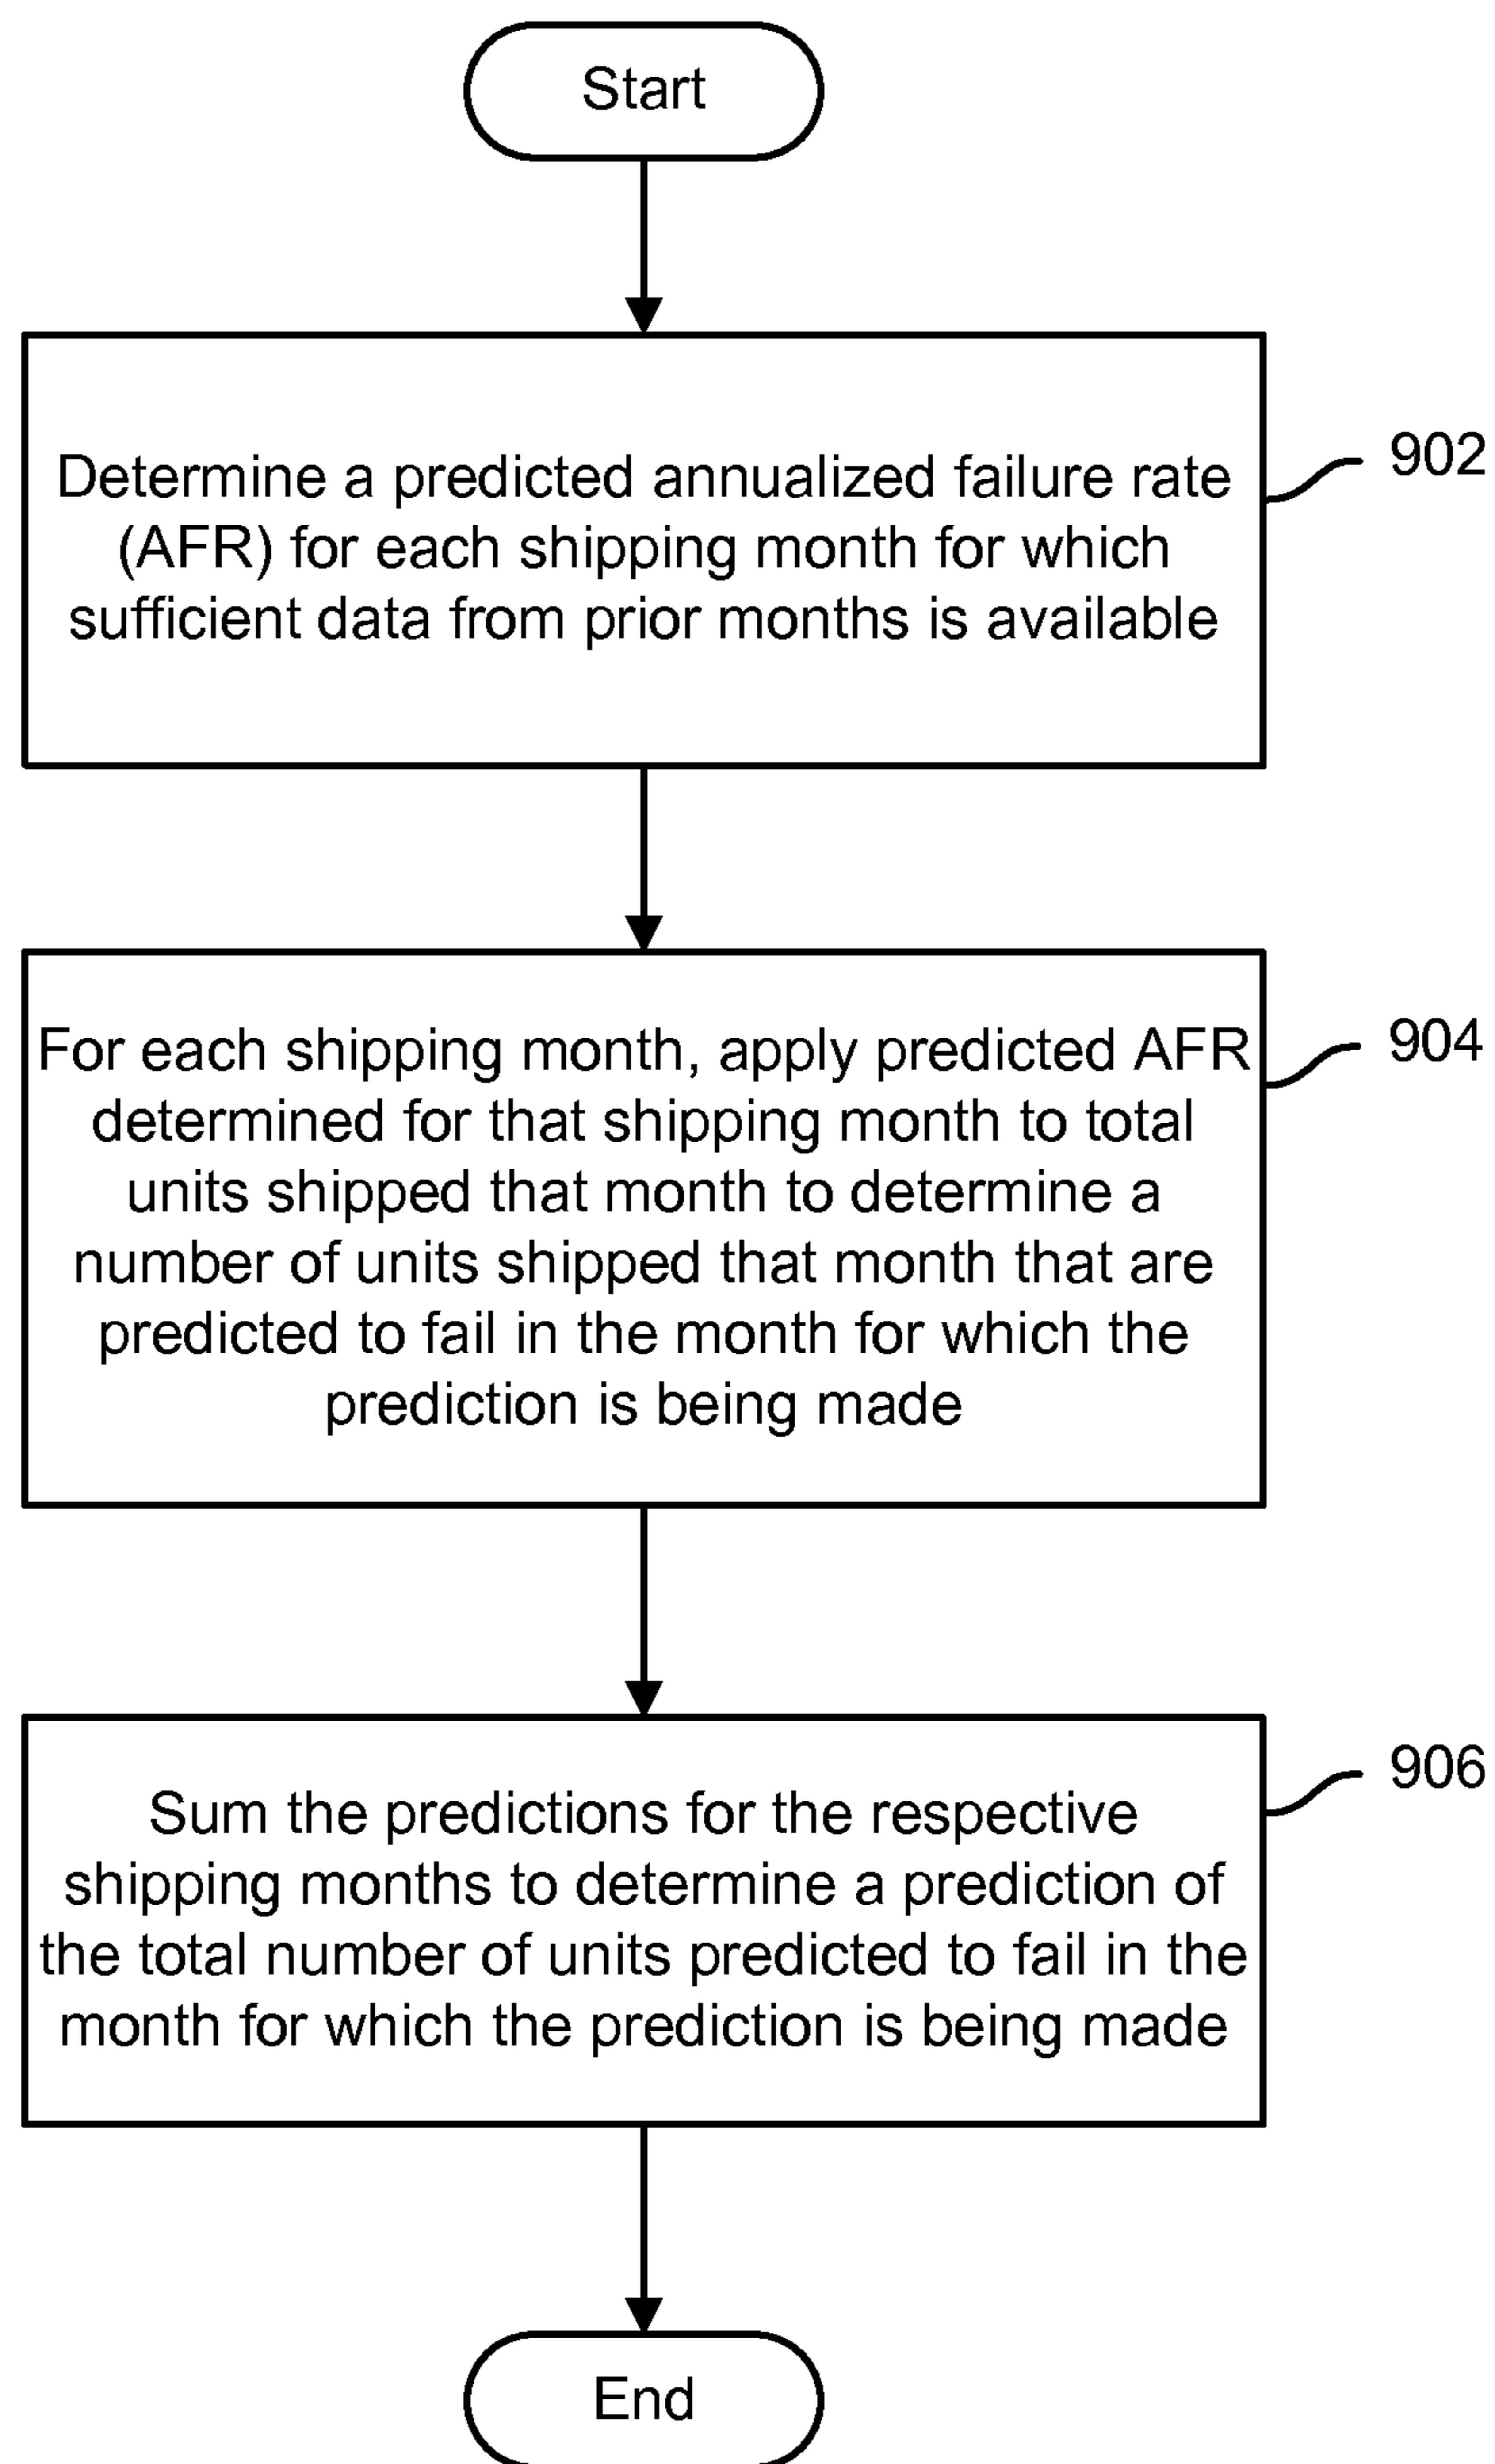 Start
Determine a predicted annualized failure rate
(AFR) for each shipping month for which
sufficient data from prior months is available
902
For each shipping month, apply predicted AFR
determined for that shipping month to total
units shipped that month to determine a
number of units shipped that month that are
predicted to fail in the month for which the
prediction is being made
904
Sum the predictions for the respective
shipping months to determine a prediction of
the total number of units predicted to fail in the
month for which the prediction is being made
906
End